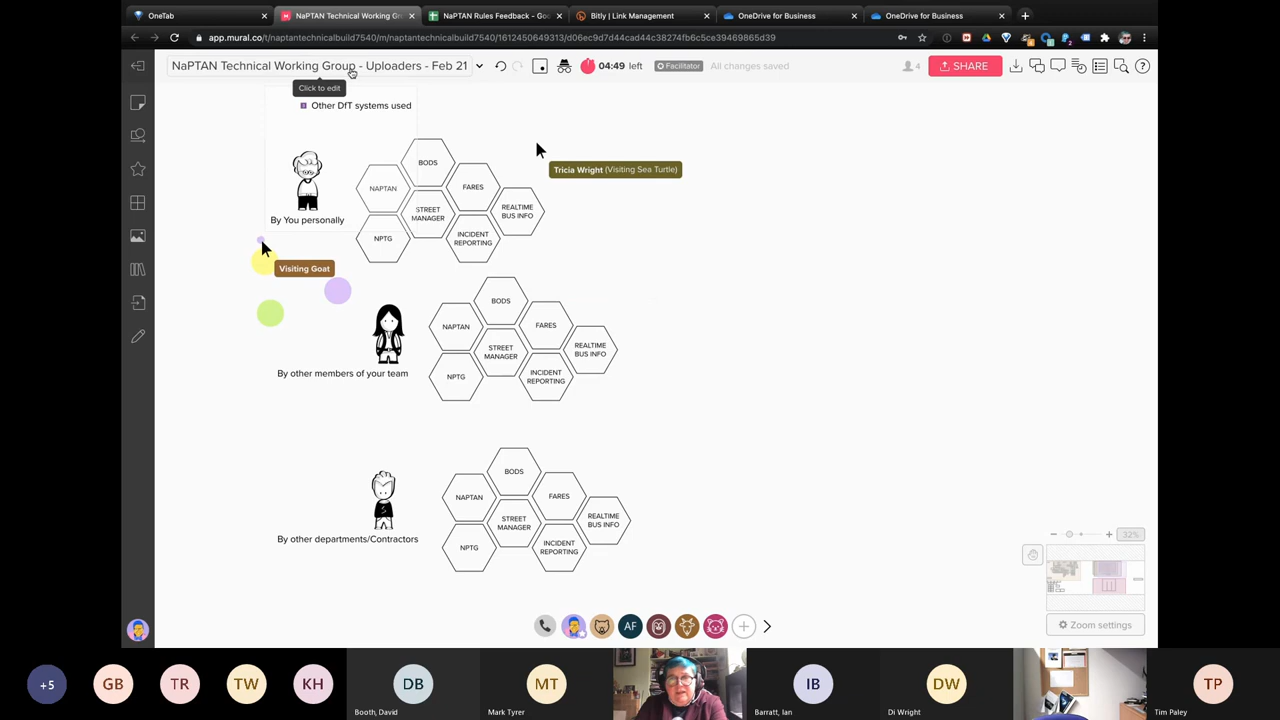 OneTab
NaPTAN Technical Working Gro
NaPTAN Rules Feedback - Goo
Bitly | Link Management
OneDrive for Business
OneDrive for Business
app.mural.co/t/naptantechnicalbuild7540/m/naptantechnicalbuild7540/1612450649313/d06ec9d7d44cad44c38274fb6c5ce39469865d39
NaPTAN Technical Working Group - Uploaders - Feb 21
04:49 left
Facilitator
All changes saved
4
SHARE
Click to edit
Other DfT systems used
Tricia Wright (Visiting Sea Turtle)
BODS
NAPTAN
FARES
STREET
MANAGER
REALTIME
BUS INFO
NPTG
INCIDENT
REPORTING
By You personally
Visiting Goat
BODS
NAPTAN
FARES
STREET
MANAGER
REALTIME
BUS INFO
NPTG
INCIDENT
REPORTING
By other members of your team
BODS
NAPTAN
FARES
STREET
MANAGER
REALTIME
BUS INFO
NPTG
INCIDENT
REPORTING
By other departments/Contractors
32%
Zoom settings
AF
+5
GB
TR
TW
KH
DB
Booth, David
MT
Mark Tyrer
IB
Barratt, Ian
DW
Di Wright
TP
Tim Paley